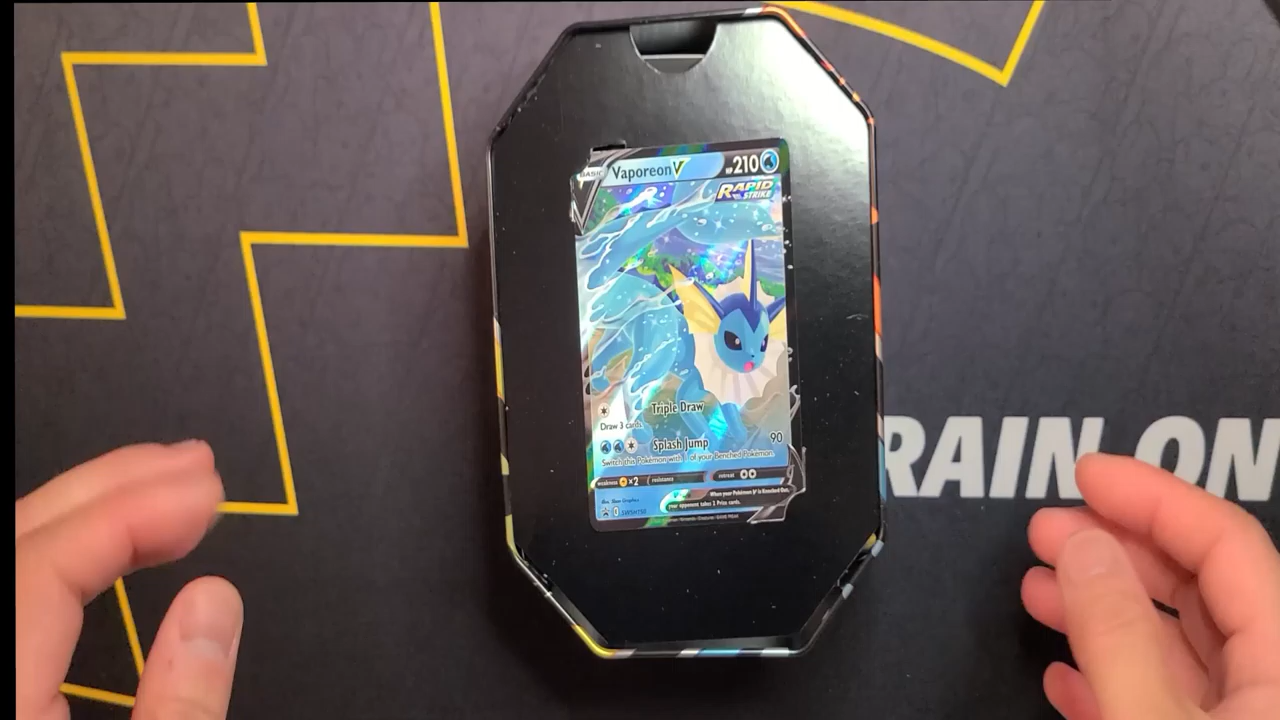 BASIC Vaporeon V HP 210
RAPID
STRIKE
Triple Draw
Draw 3 cards.
Splash Jump 90
Switch this Pokémon with 1 of your Benched Pokémon.
weakness ×2 resistance retreat
When your Pokémon V is Knocked Out,
your opponent takes 2 Prize cards.
RAIN ON